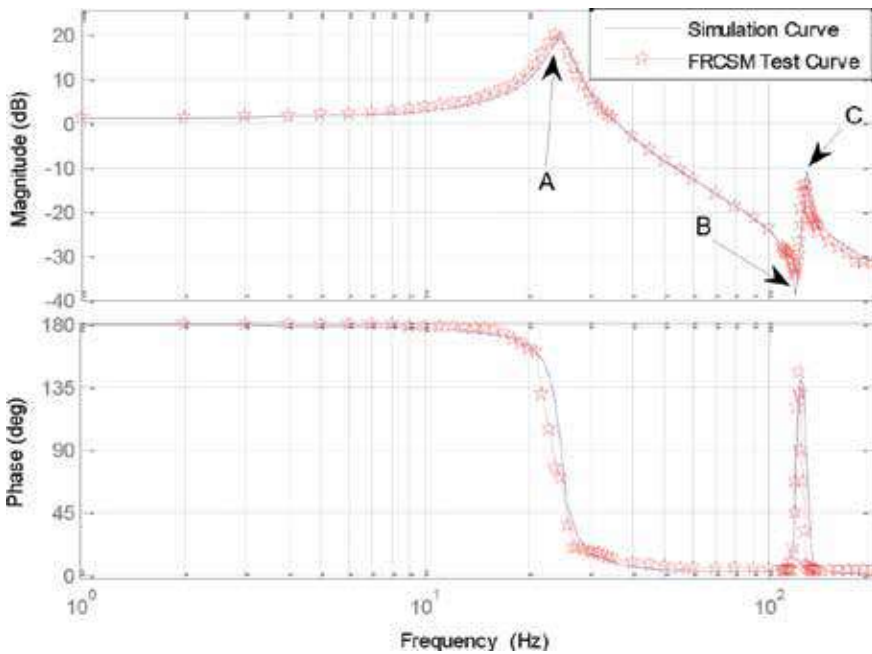 Simulation Curve
FRCSM Test Curve
Magnitude (dB)
20
10
0
-10
-20
-30
-40
A
B
C
Phase (deg)
180
135
90
45
0
10^0
10^1
10^2
Frequency (Hz)